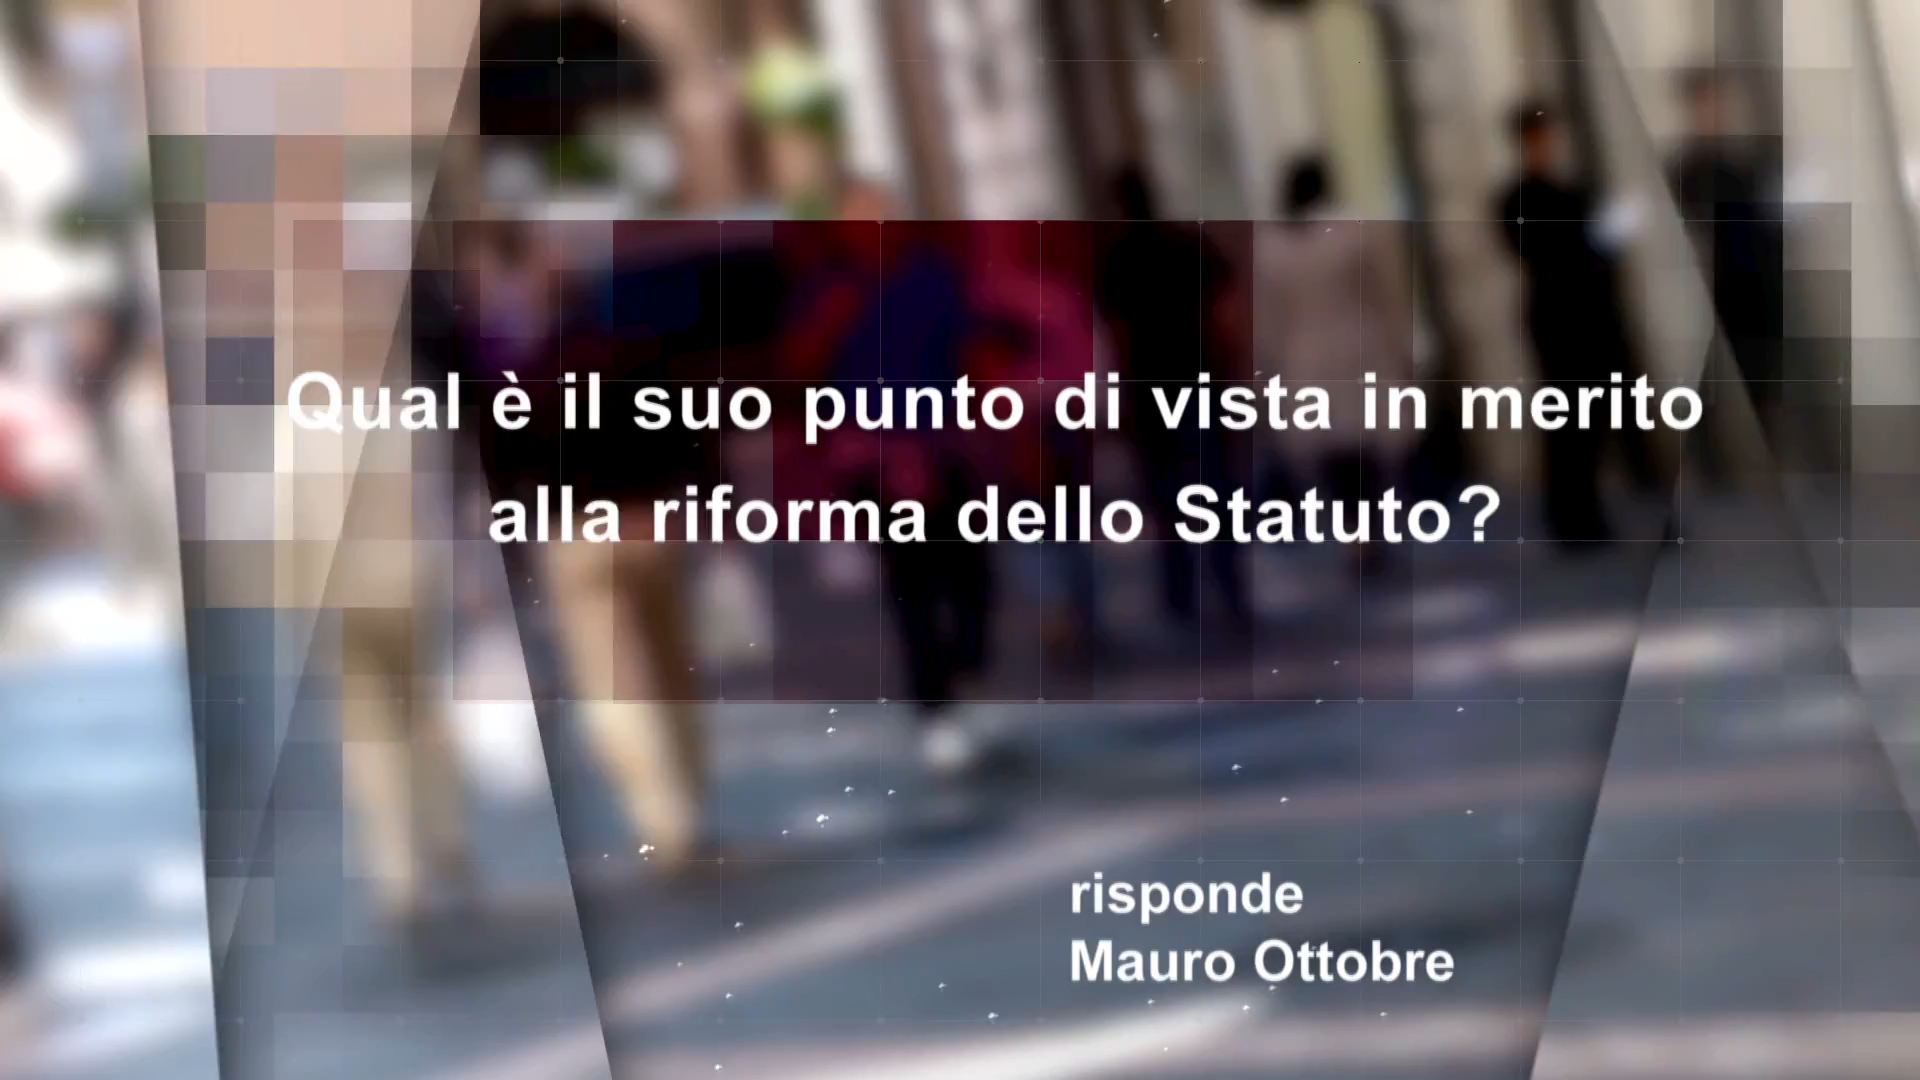 Qual è il suo punto di vista in merito
alla riforma dello Statuto?
risponde
Mauro Ottobre